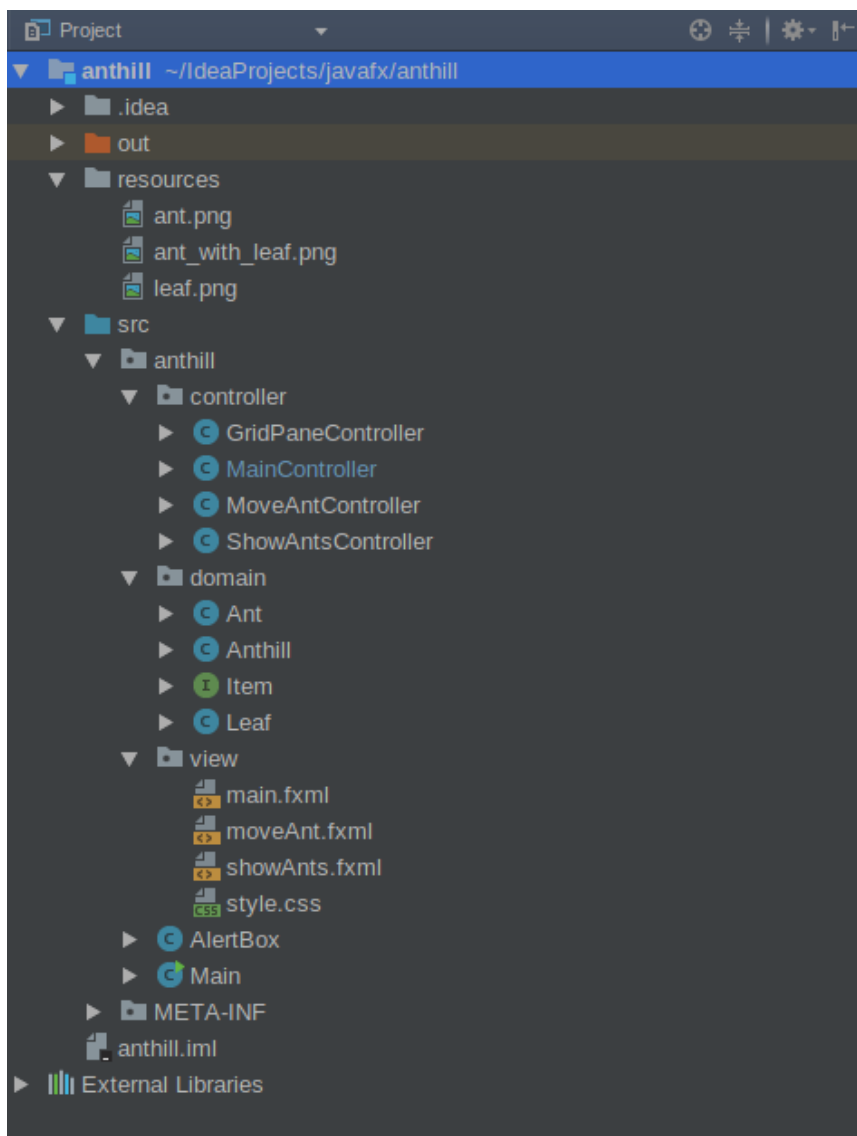 Project
anthill ~/IdeaProjects/javafx/anthill
.idea
out
resources
ant.png
ant_with_leaf.png
leaf.png
src
anthill
controller
C GridPaneController
C MainController
C MoveAntController
C ShowAntsController
domain
C Ant
C Anthill
I Item
C Leaf
view
<> main.fxml
<> moveAnt.fxml
<> showAnts.fxml
CSS style.css
C AlertBox
C Main
META-INF
anthill.iml
External Libraries